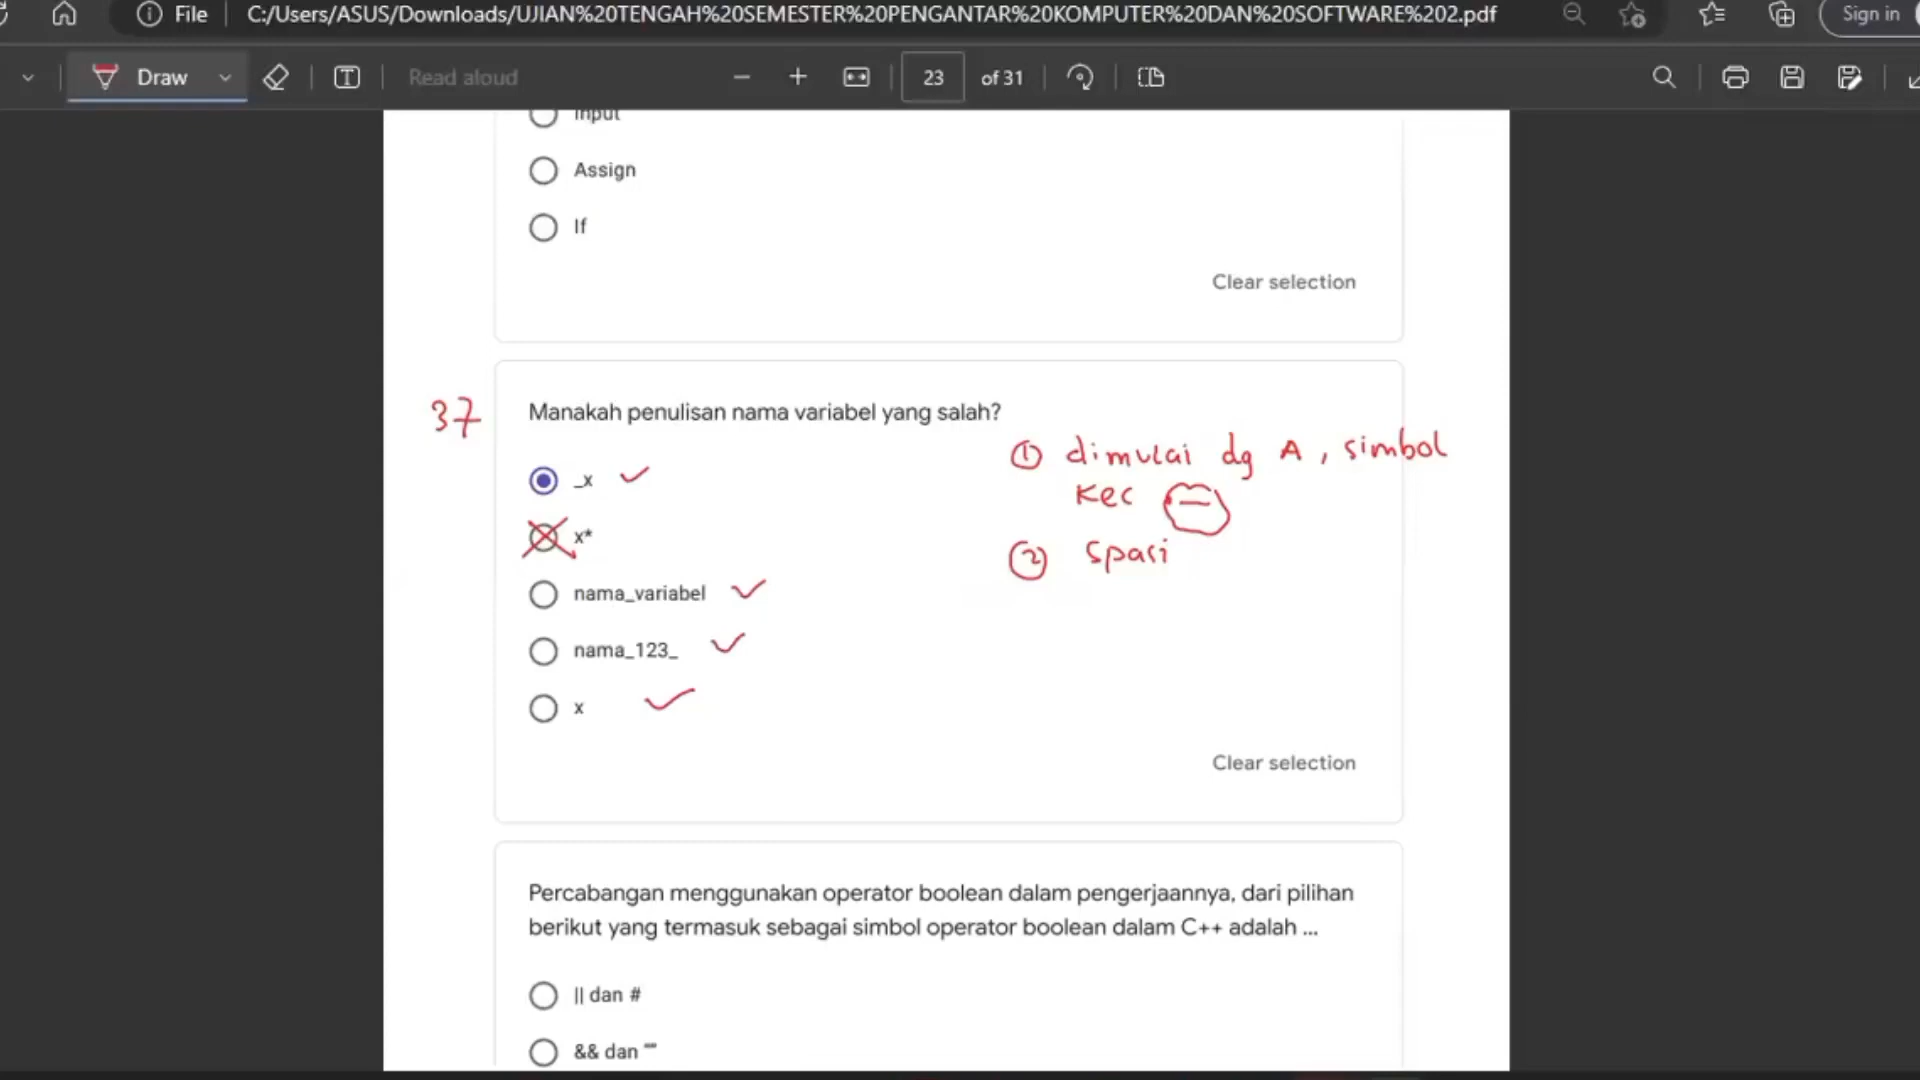 File
C:/Users/ASUS/Downloads/UJIAN%20TENGAH%20SEMESTER%20PENGANTAR%20KOMPUTER%20DAN%20SOFTWARE%202.pdf
Sign in
Draw
Read aloud
23 of 31
Input
Assign
If
Clear selection
37
Manakah penulisan nama variabel yang salah?
① dimulai dg A, simbol
kec _
_x
x*
② spasi
nama_variabel
nama_123_
x
Clear selection
Percabangan menggunakan operator boolean dalam pengerjaannya, dari pilihan
berikut yang termasuk sebagai simbol operator boolean dalam C++ adalah ...
|| dan #
&& dan ""